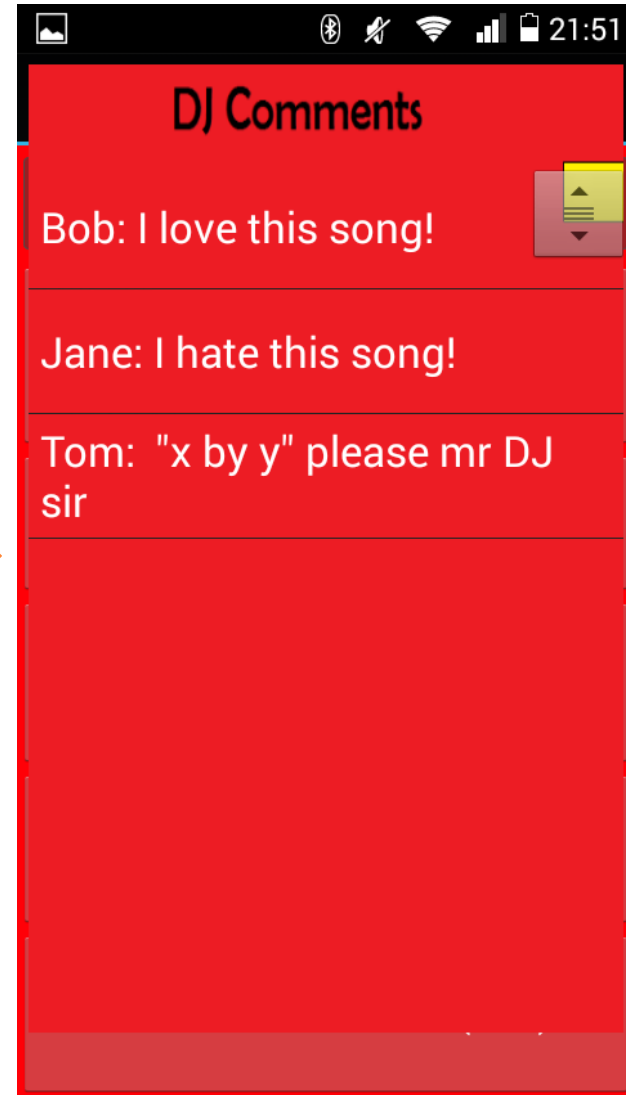 21:51
DJ Comments
Bob: I love this song!
Jane: I hate this song!
Tom:  "x by y" please mr DJ
sir